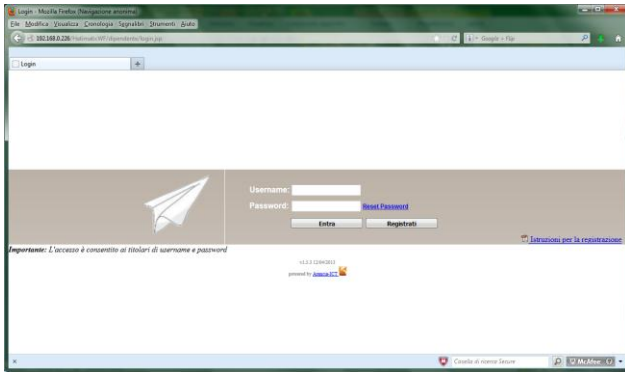 Login - Mozilla Firefox (Navigazione anonima)
File Modifica Visualizza Cronologia Segnalibri Strumenti Aiuto
192.168.0.226
Google
Login
+
Username:
Password:
Reset Password
Entra Registrati
Istruzioni per la registrazione
Importante: L'accesso è consentito ai titolari di username e password
powered by
Casella di ricerca Secure
McAfee